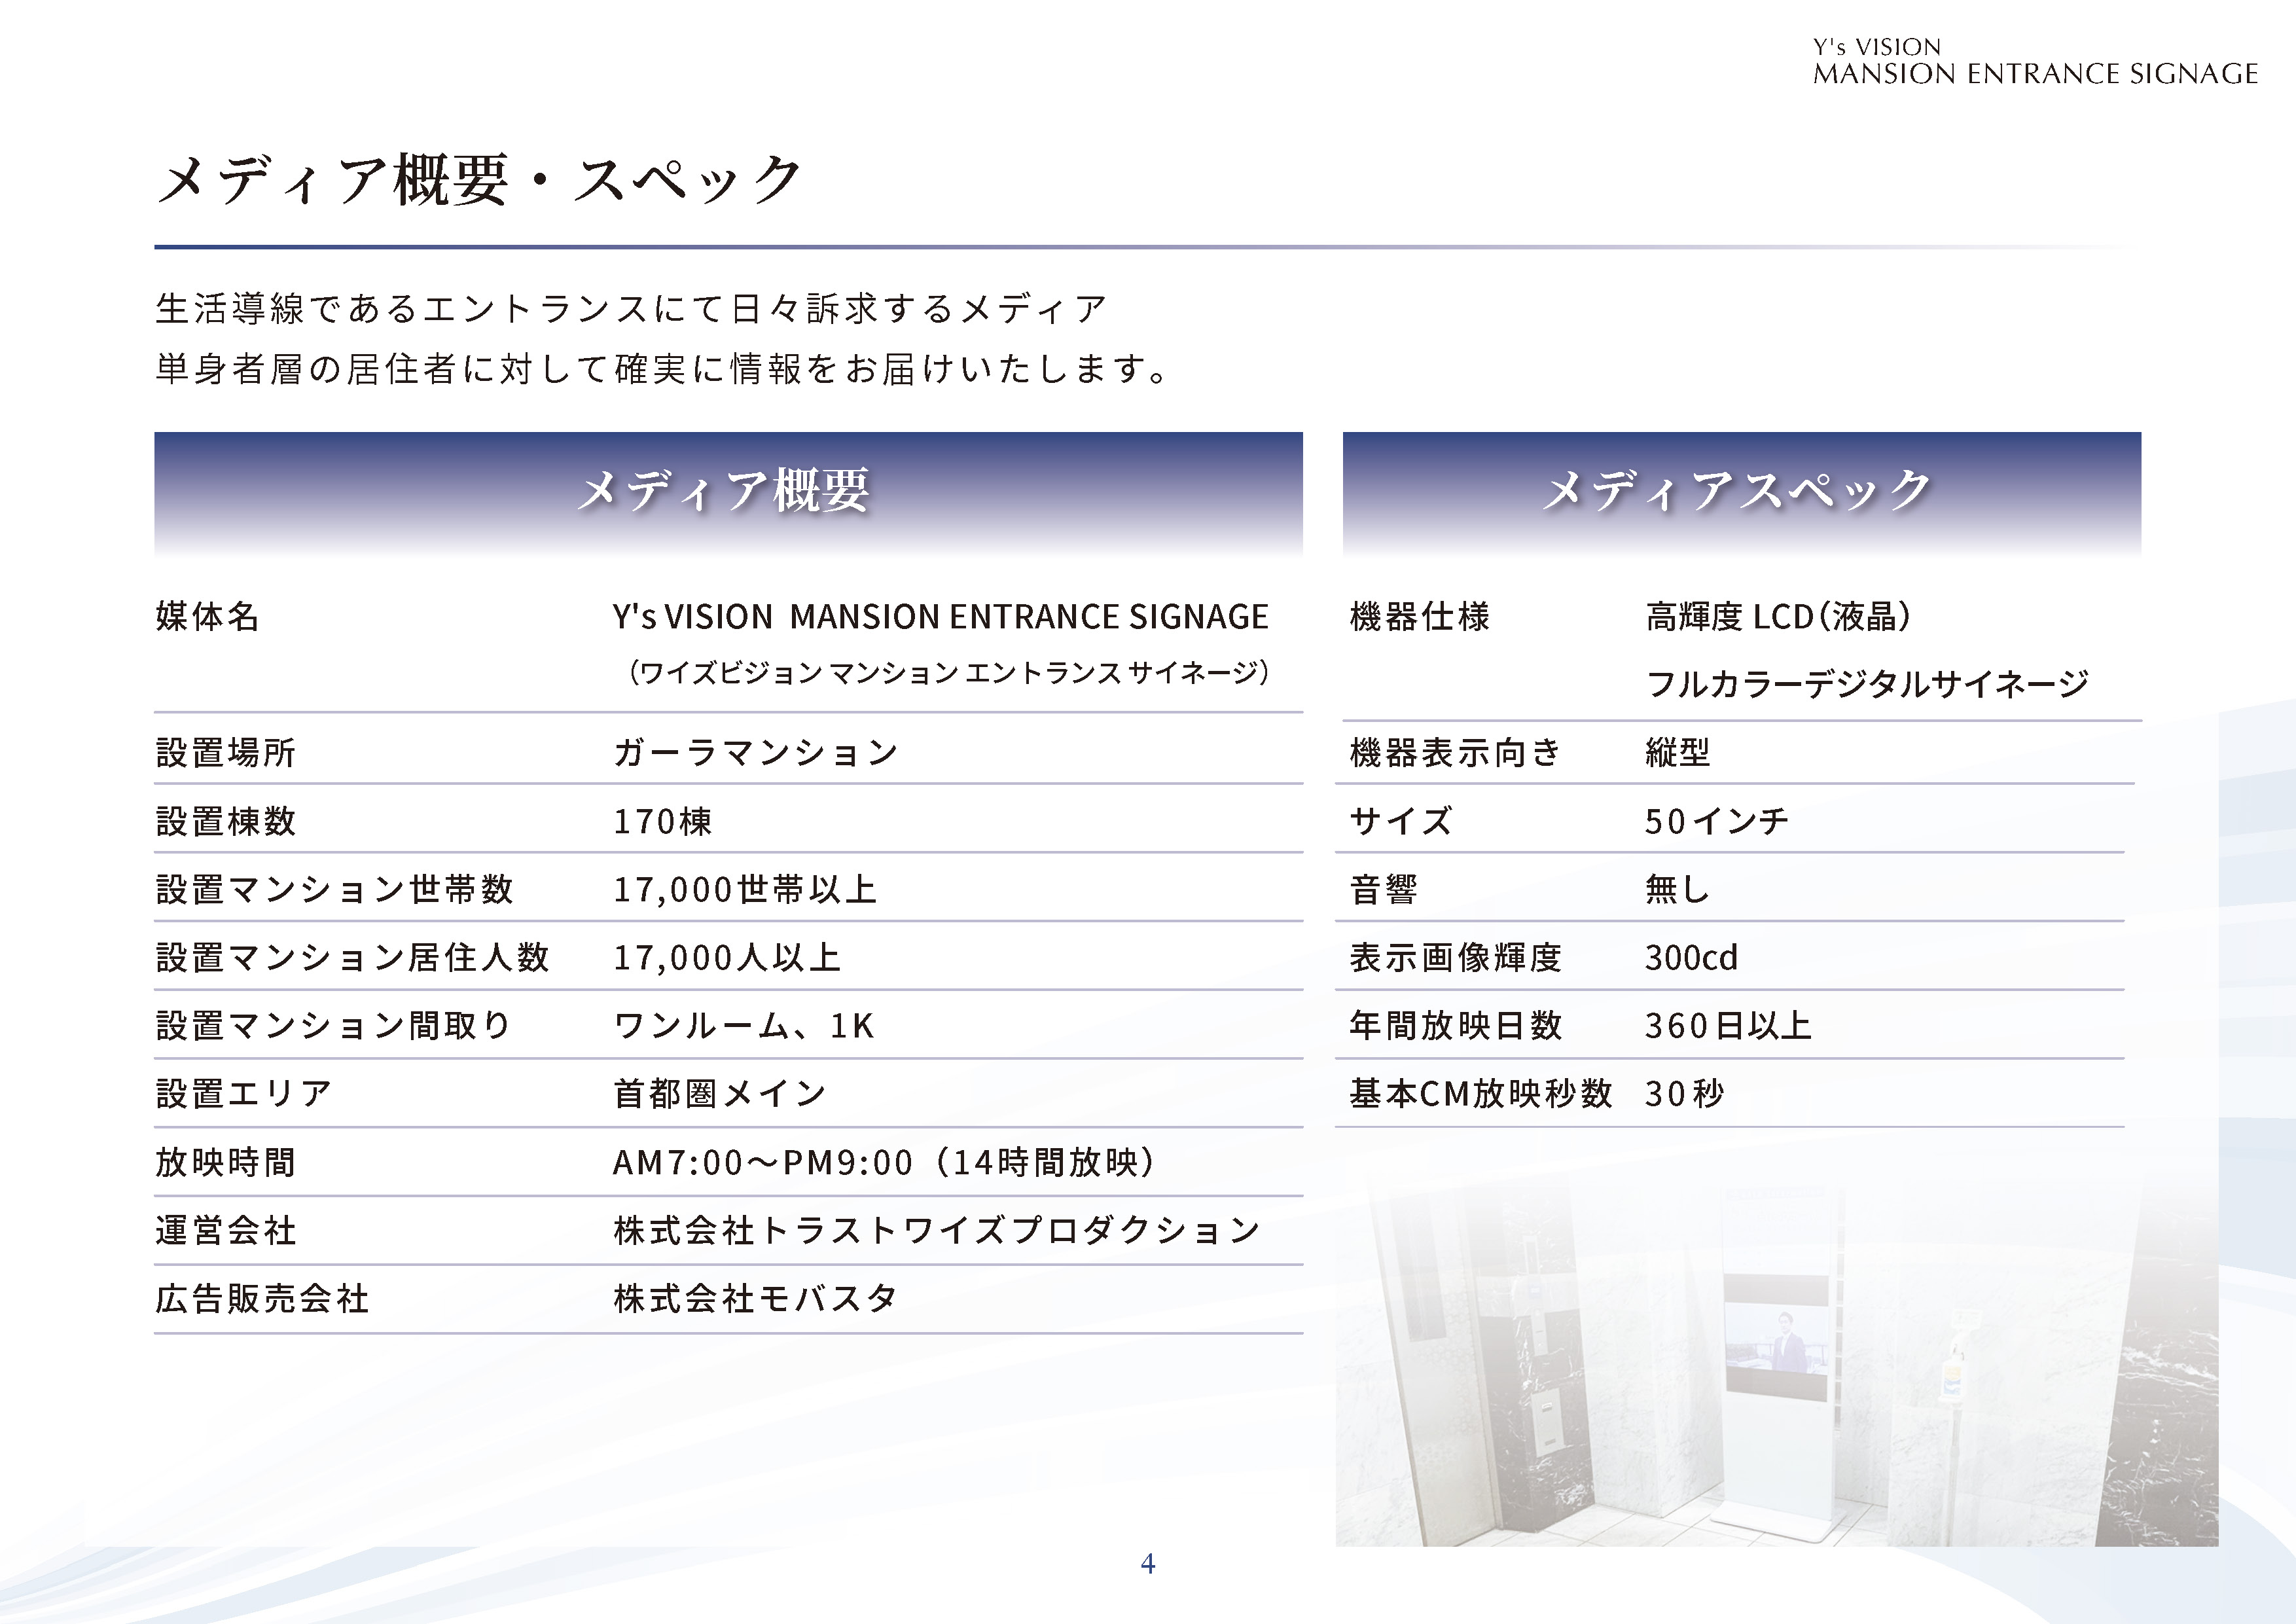 Y's VISION
MANSION ENTRANCE SIGNAGE
メディア概要・スペック
生活導線であるエントランスにて日々訴求するメディア
単身者層の居住者に対して確実に情報をお届けいたします。
メディア概要
媒体名 Y's VISION MANSION ENTRANCE SIGNAGE
（ワイズビジョン マンション エントランス サイネージ）
設置場所 ガーラマンション
設置棟数 170棟
設置マンション世帯数 17,000世帯以上
設置マンション居住人数 17,000人以上
設置マンション間取り ワンルーム、1K
設置エリア 首都圏メイン
放映時間 AM7:00～PM9:00（14時間放映）
運営会社 株式会社トラストワイズプロダクション
広告販売会社 株式会社モバスタ
メディアスペック
機器仕様 高輝度 LCD（液晶）
フルカラーデジタルサイネージ
機器表示向き 縦型
サイズ 50インチ
音響 無し
表示画像輝度 300cd
年間放映日数 360日以上
基本CM放映秒数 30秒
4